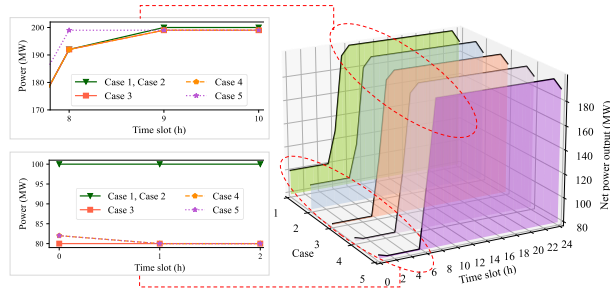 200
190
180
170
Power (MW)
Case 1, Case 2
Case 3
Case 4
Case 5
8
9
10
Time slot (h)
100
95
90
85
80
Power (MW)
Case 1, Case 2
Case 3
Case 4
Case 5
0
1
2
Time slot (h)
1
2
3
4
5
Case
0 2 4 6 8 10 12 14 16 18 20 22 24
Time slot (h)
180
160
140
120
100
80
Net power output (MW)